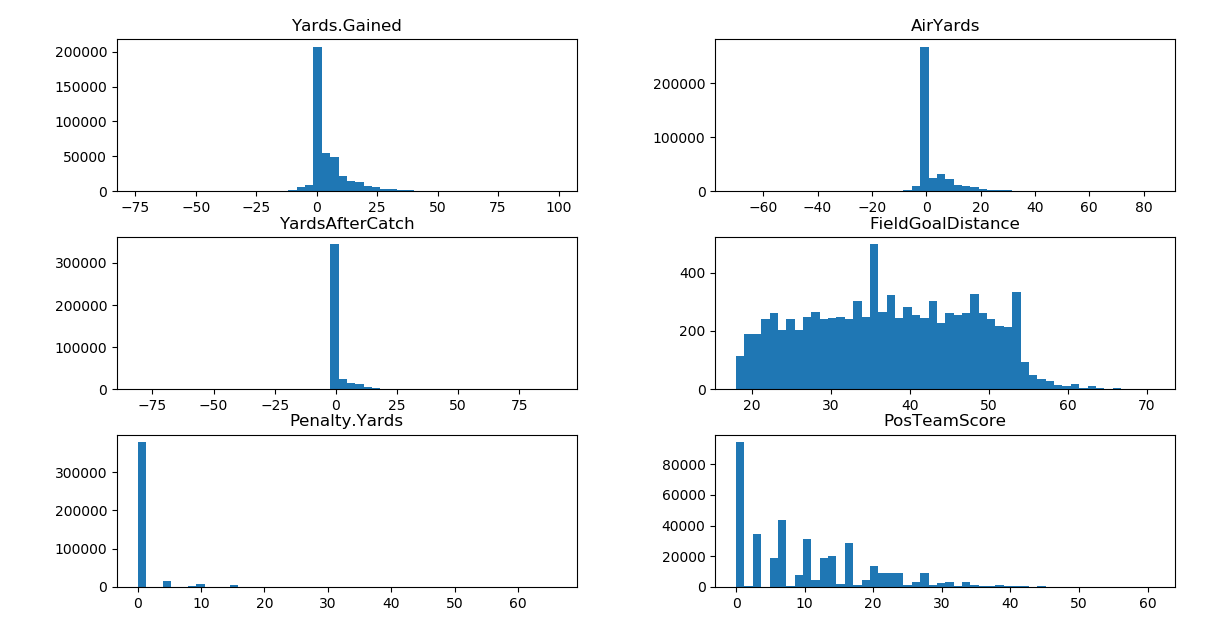 Yards.Gained
200000
150000
100000
50000
0
−75 −50 −25 0 25 50 75 100
AirYards
200000
100000
0
−60 −40 −20 0 20 40 60 80
YardsAfterCatch
300000
200000
100000
0
−75 −50 −25 0 25 50 75
FieldGoalDistance
400
200
0
20 30 40 50 60 70
Penalty.Yards
300000
200000
100000
0
0 10 20 30 40 50 60
PosTeamScore
80000
60000
40000
20000
0
0 10 20 30 40 50 60